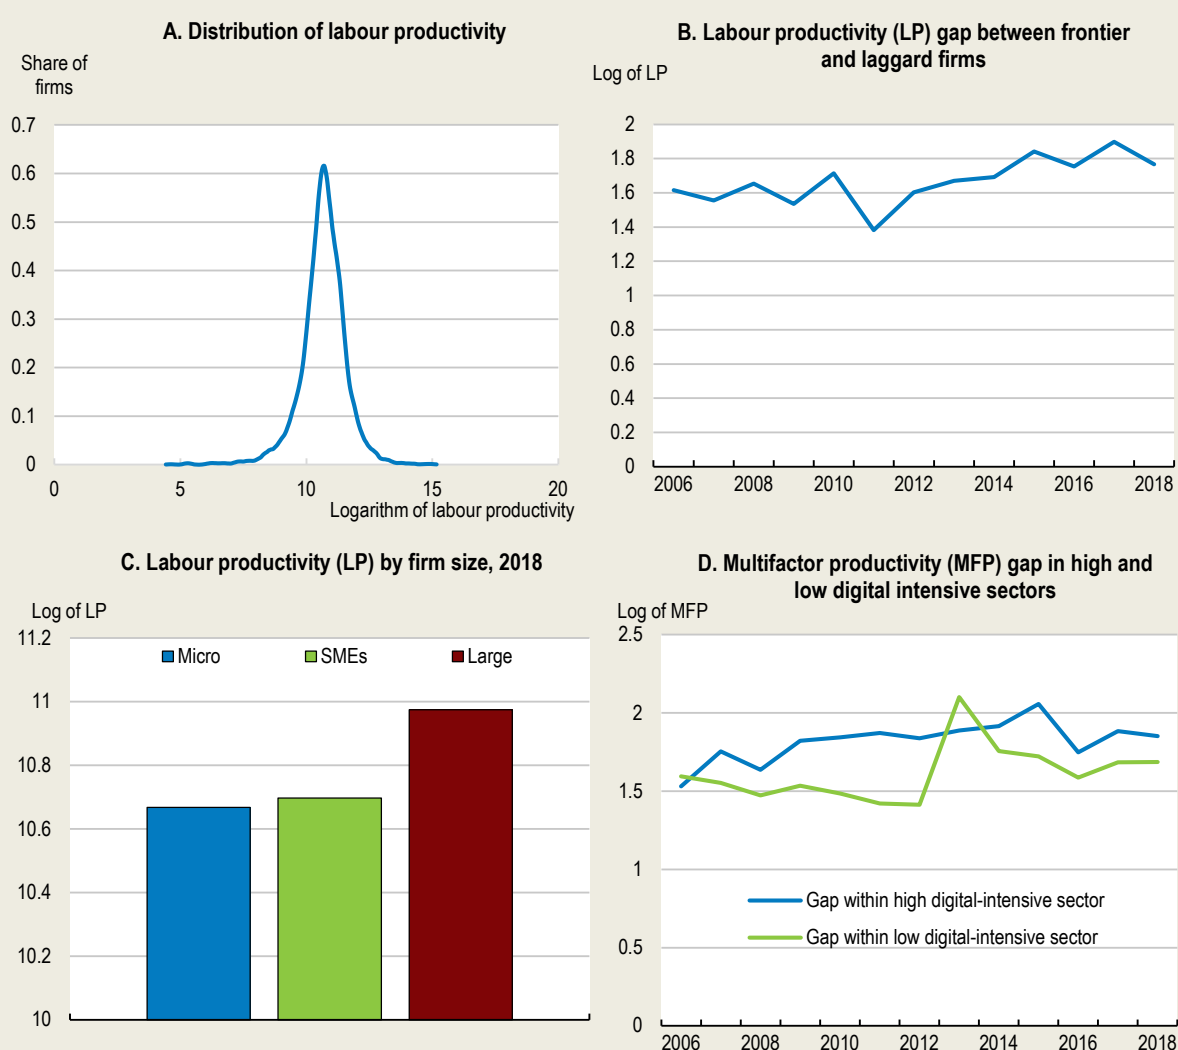 A. Distribution of labour productivity
Share of
firms
0.7
0.6
0.5
0.4
0.3
0.2
0.1
0
0 5 10 15 20
Logarithm of labour productivity
B. Labour productivity (LP) gap between frontier
and laggard firms
Log of LP
2
1.8
1.6
1.4
1.2
1
0.8
0.6
0.4
0.2
0
2006 2008 2010 2012 2014 2016 2018
C. Labour productivity (LP) by firm size, 2018
Log of LP
11.2
Micro SMEs Large
11
10.8
10.6
10.4
10.2
10
D. Multifactor productivity (MFP) gap in high and
low digital intensive sectors
Log of MFP
2.5
2
1.5
1
Gap within high digital-intensive sector
Gap within low digital-intensive sector
0.5
0
2006 2008 2010 2012 2014 2016 2018